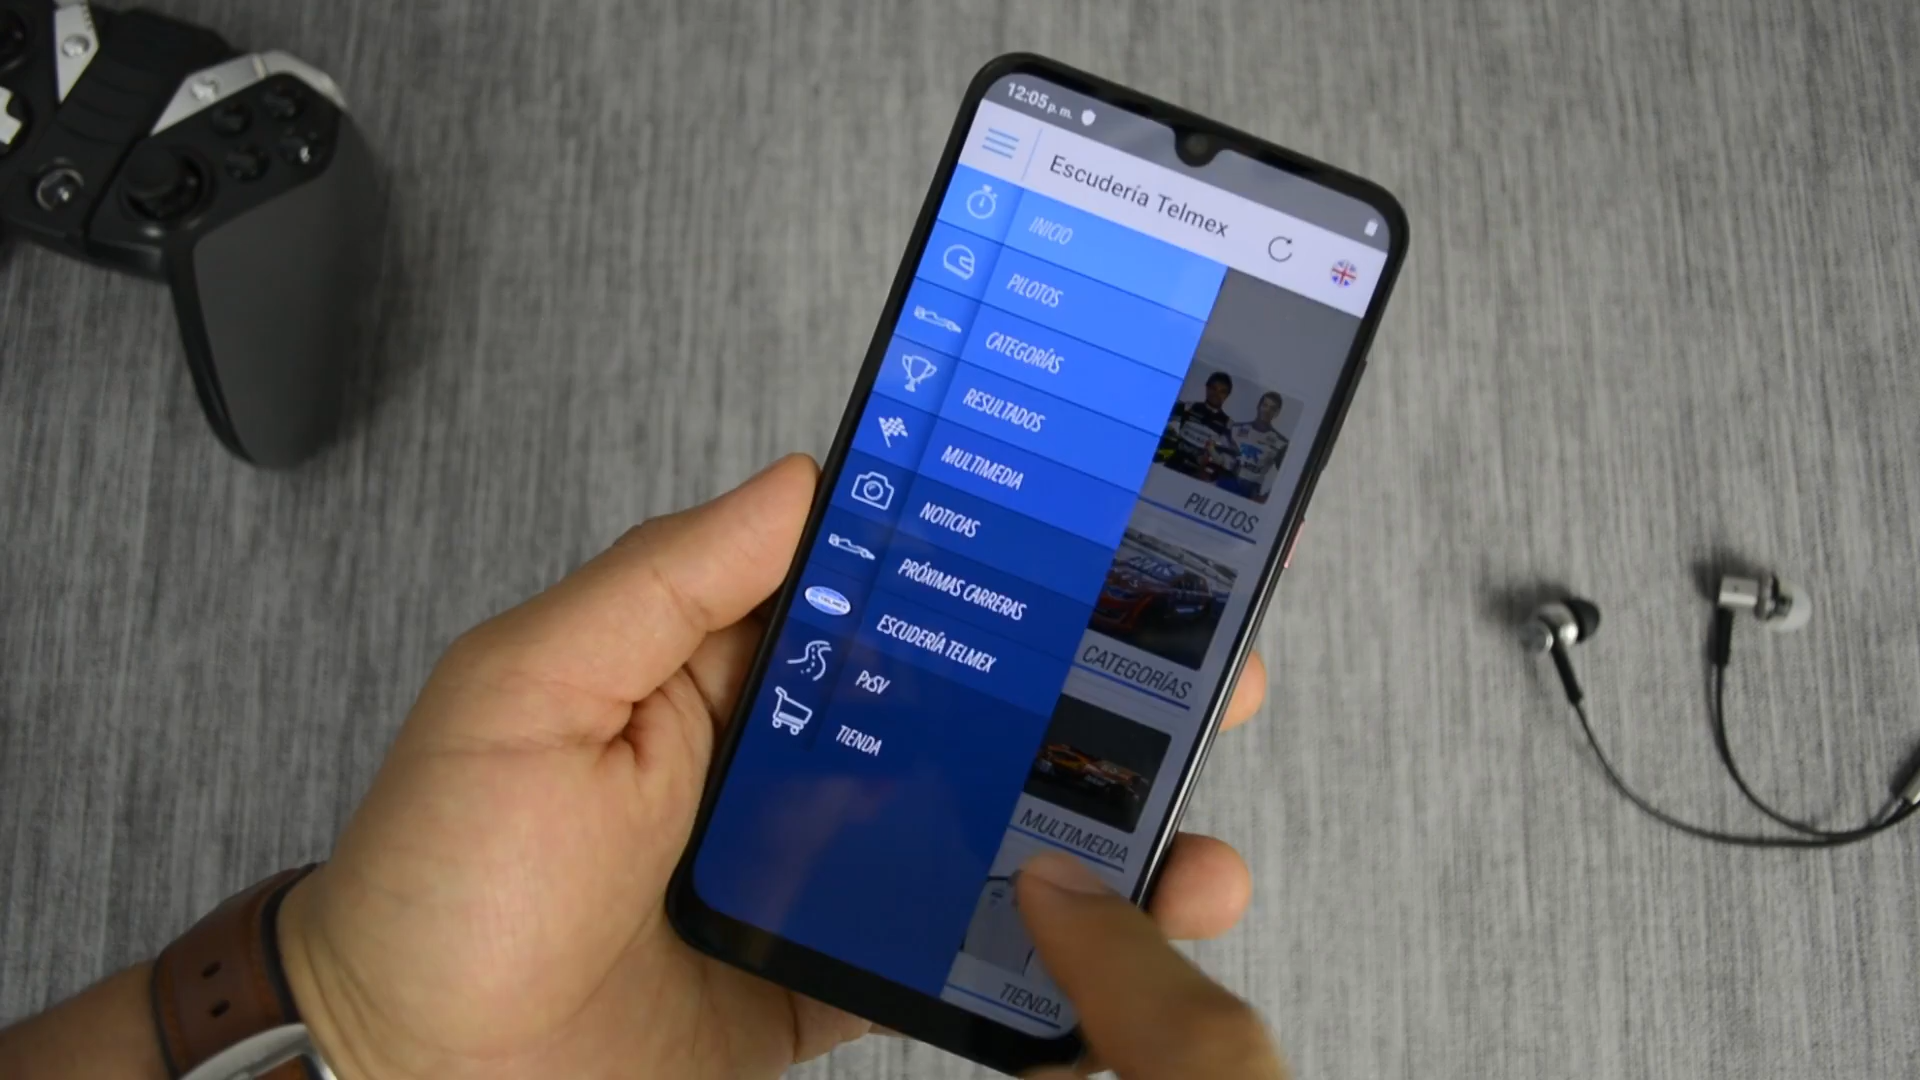 12:05 p. m.
Escudería Telmex
INICIO
PILOTOS
CATEGORÍAS
RESULTADOS
MULTIMEDIA
NOTICIAS
PRÓXIMAS CARRERAS
TELMEX
ESCUDERÍA TELMEX
PxSV
TIENDA
PILOTOS
CATEGORÍAS
MULTIMEDIA
TIENDA